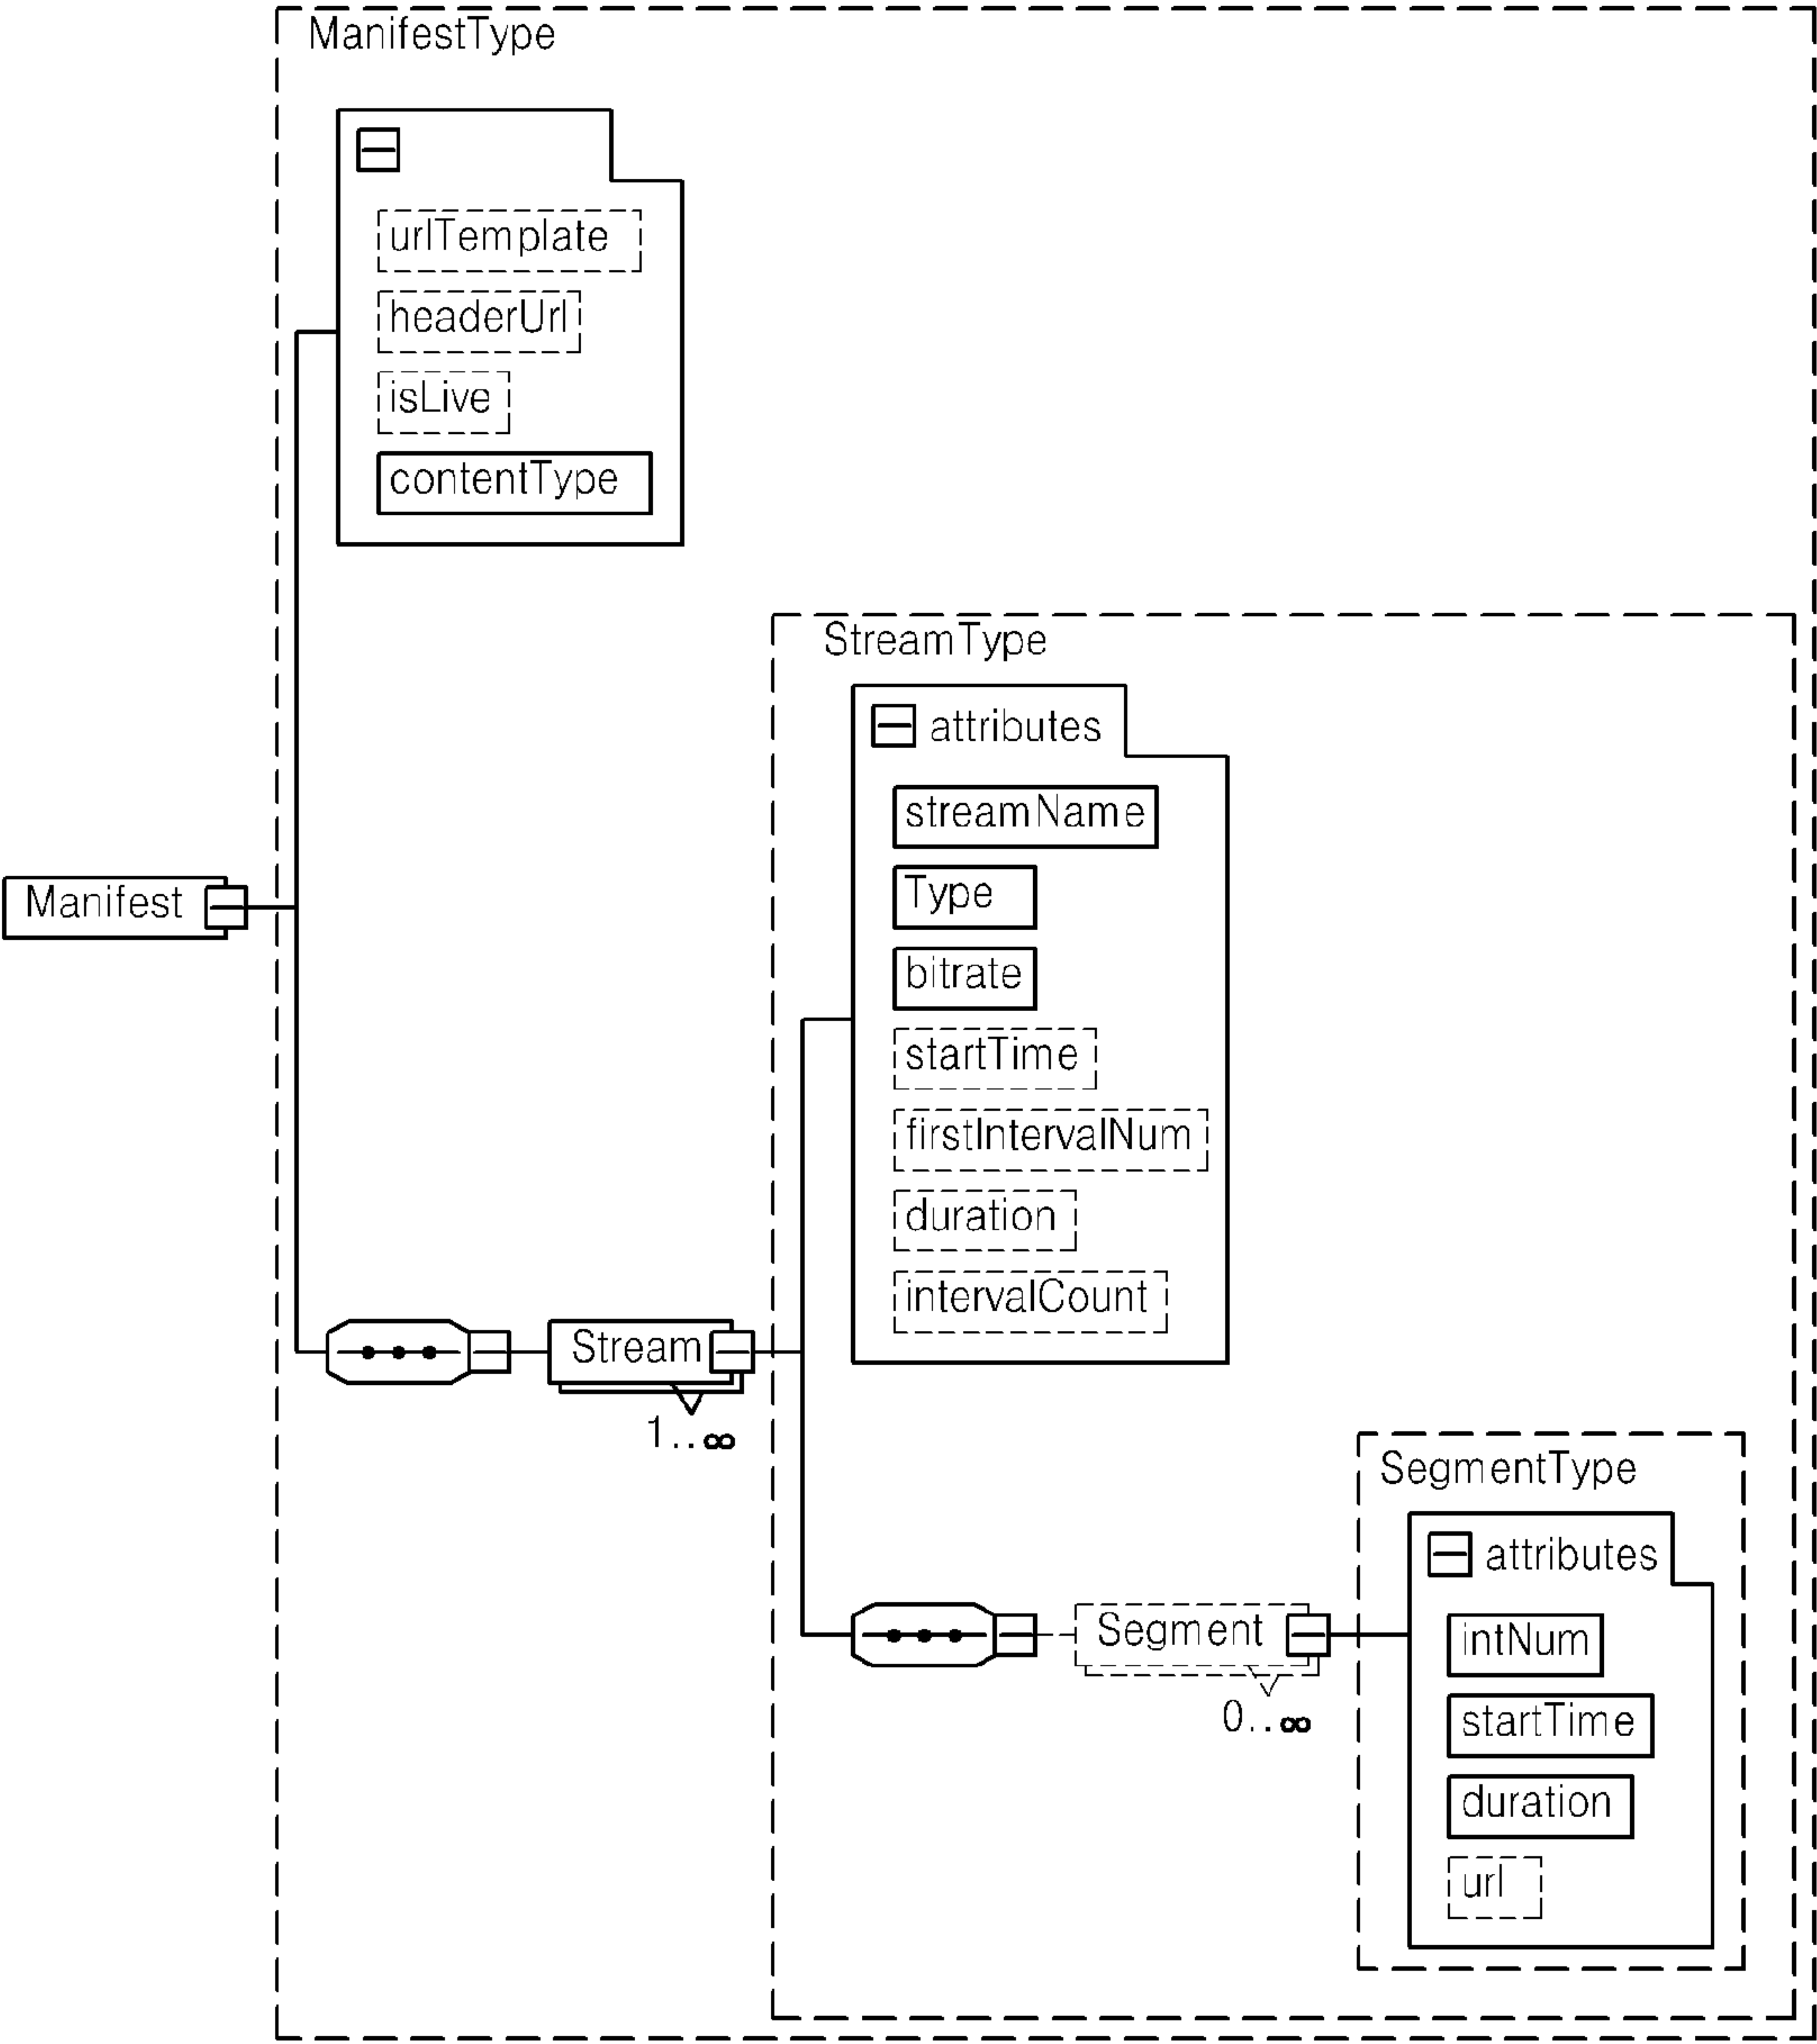 ManifestType
urlTemplate
headerUrl
isLive
contentType
StreamType
attributes
streamName
Type
bitrate
startTime
firstIntervalNum
duration
intervalCount
Manifest
Stream
1..∞
SegmentType
attributes
intNum
startTime
duration
url
Segment
0..∞